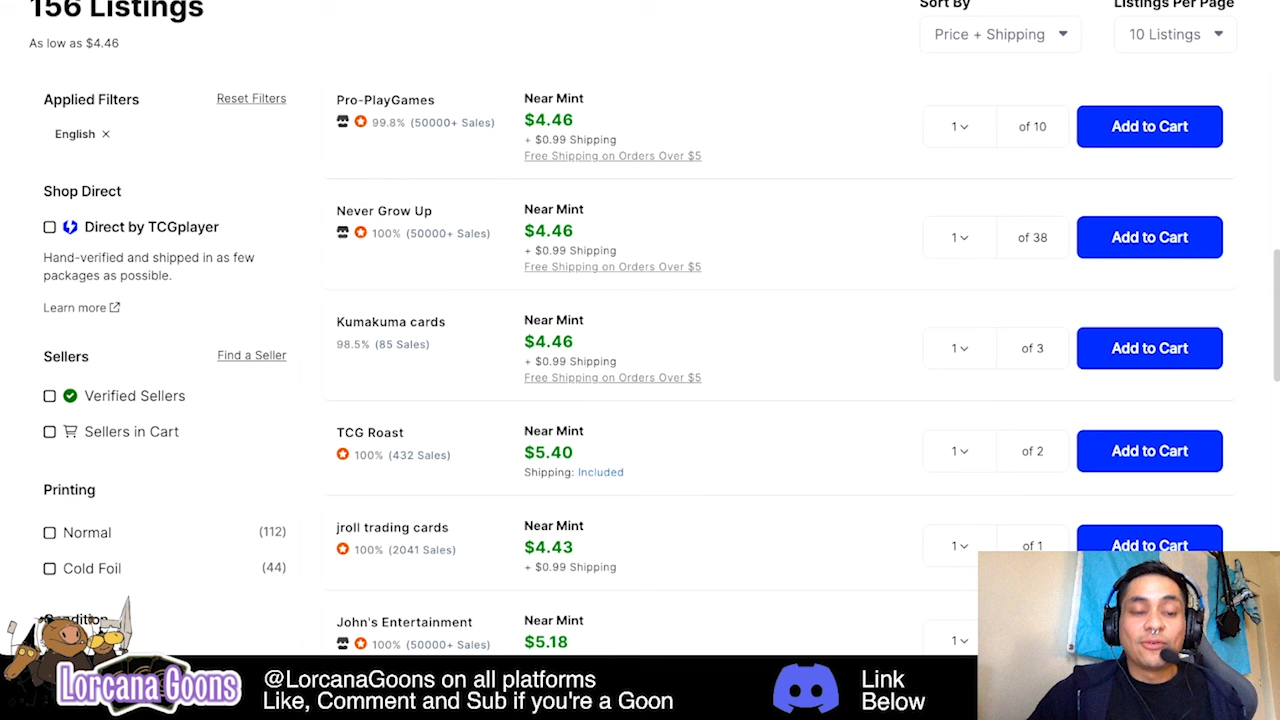 156 Listings
As low as $4.46
Sort By
Price + Shipping
Listings Per Page
10 Listings
Applied Filters
Reset Filters
English ×
Shop Direct
Direct by TCGplayer
Hand-verified and shipped in as few
packages as possible.
Learn more
Sellers
Find a Seller
Verified Sellers
Sellers in Cart
Printing
Normal (112)
Cold Foil (44)
Condition
Pro-PlayGames
99.8% (50000+ Sales)
Near Mint
$4.46
+ $0.99 Shipping
Free Shipping on Orders Over $5
1 of 10
Add to Cart
Never Grow Up
100% (50000+ Sales)
Near Mint
$4.46
+ $0.99 Shipping
Free Shipping on Orders Over $5
1 of 38
Add to Cart
Kumakuma cards
98.5% (85 Sales)
Near Mint
$4.46
+ $0.99 Shipping
Free Shipping on Orders Over $5
1 of 3
Add to Cart
TCG Roast
100% (432 Sales)
Near Mint
$5.40
Shipping: Included
1 of 2
Add to Cart
jroll trading cards
100% (2041 Sales)
Near Mint
$4.43
+ $0.99 Shipping
1 of 1
Add to Cart
John's Entertainment
100% (50000+ Sales)
Near Mint
$5.18
1
Lorcana Goons
@LorcanaGoons on all platforms
Like, Comment and Sub if you're a Goon
Link
Below